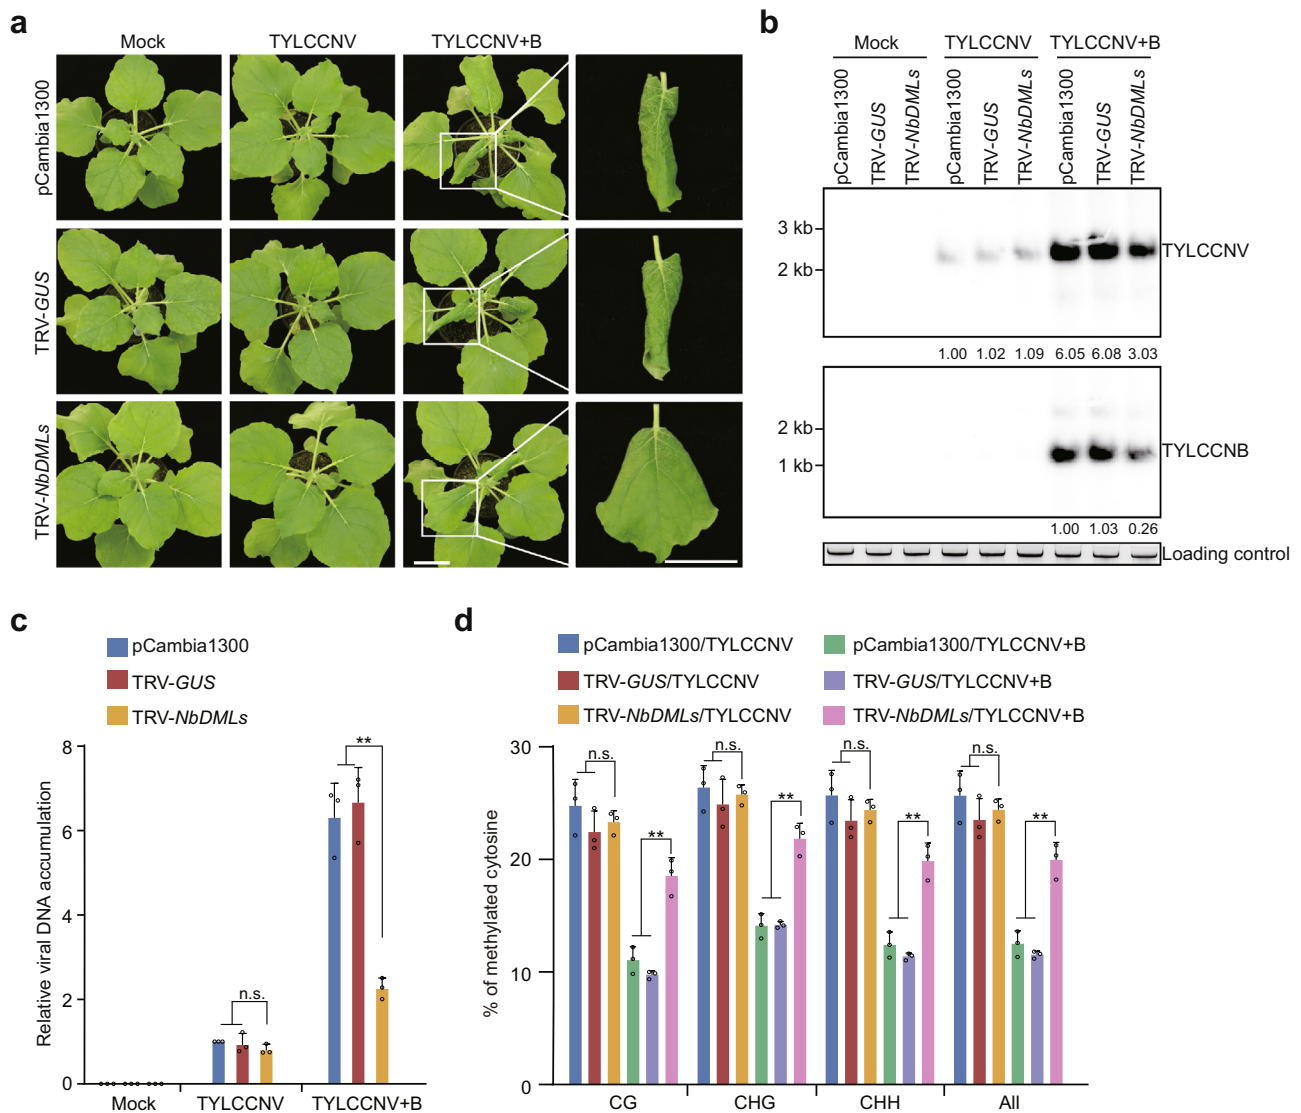 a
Mock TYLCCNV TYLCCNV+B
pCambia1300
TRV-GUS
TRV-NbDMLs
b
Mock TYLCCNV TYLCCNV+B
pCambia1300 TRV-GUS TRV-NbDMLs pCambia1300 TRV-GUS TRV-NbDMLs pCambia1300 TRV-GUS TRV-NbDMLs
3 kb
TYLCCNV
2 kb
1.00 1.02 1.09 6.05 6.08 3.03
2 kb
TYLCCNB
1 kb
1.00 1.03 0.26
Loading control
c
pCambia1300
TRV-GUS
TRV-NbDMLs
Relative viral DNA accumulation
8
6
4
2
0
n.s.
**
Mock TYLCCNV TYLCCNV+B
d
pCambia1300/TYLCCNV pCambia1300/TYLCCNV+B
TRV-GUS/TYLCCNV TRV-GUS/TYLCCNV+B
TRV-NbDMLs/TYLCCNV TRV-NbDMLs/TYLCCNV+B
% of methylated cytosine
30
20
10
0
n.s. n.s. n.s. n.s.
** ** ** **
CG CHG CHH All